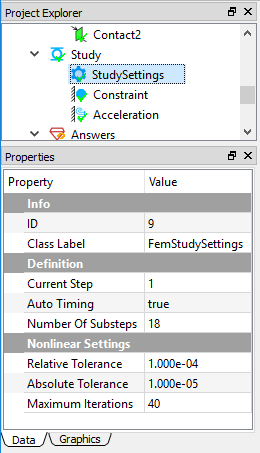 Project Explorer
Contact2
Study
StudySettings
Constraint
Acceleration
Answers
Properties
Property Value
Info
ID 9
Class Label FemStudySettings
Definition
Current Step 1
Auto Timing true
Number Of Substeps 18
Nonlinear Settings
Relative Tolerance 1.000e-04
Absolute Tolerance 1.000e-05
Maximum Iterations 40
Data Graphics